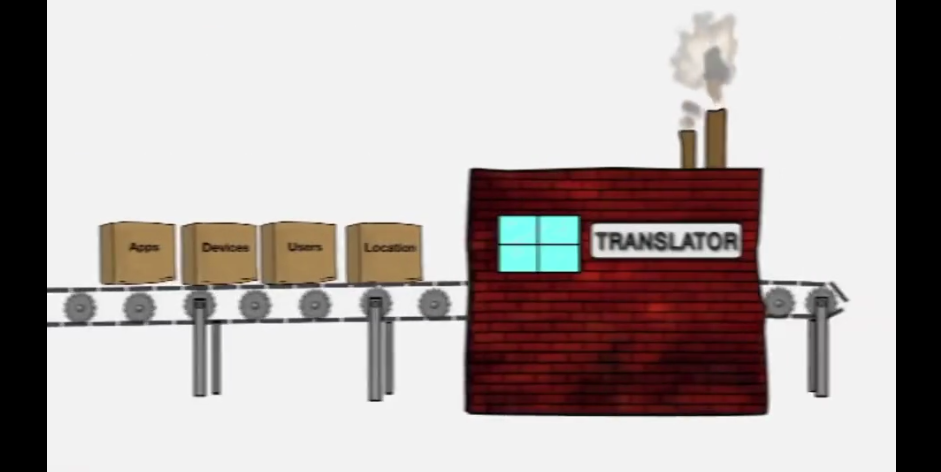 Apps
Devices
Users
Location
TRANSLATOR